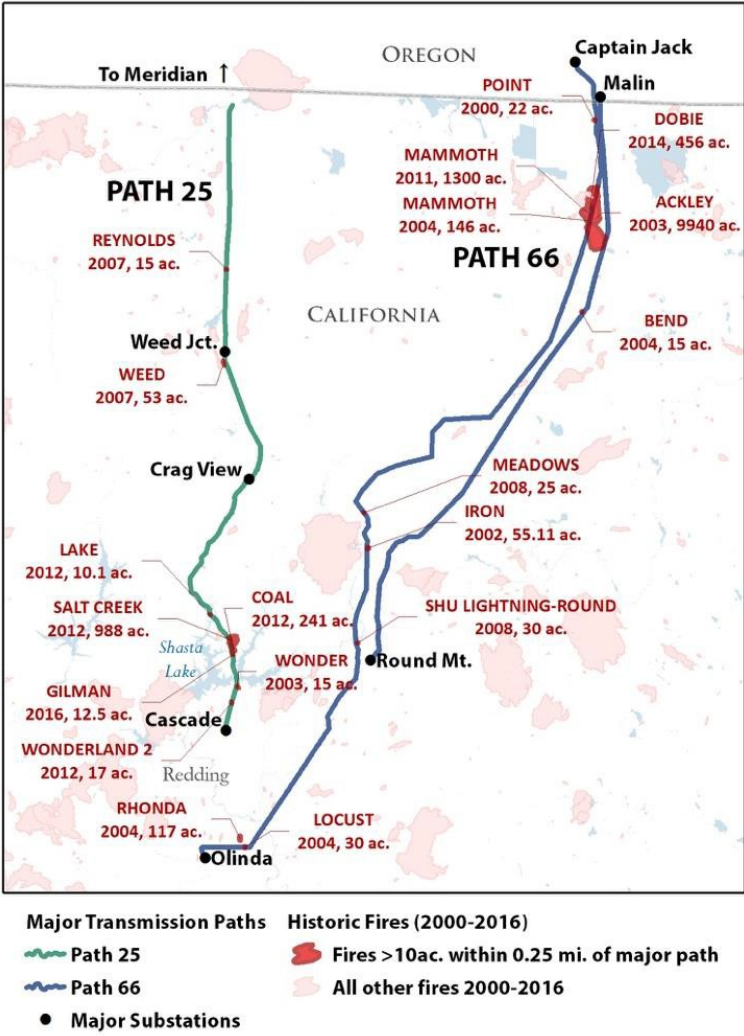 OREGON
Captain Jack
To Meridian ↑
Malin
POINT
2000, 22 ac.
DOBIE
2014, 456 ac.
MAMMOTH
2011, 1300 ac.
PATH 25
MAMMOTH
2004, 146 ac.
ACKLEY
2003, 9940 ac.
REYNOLDS
2007, 15 ac.
PATH 66
CALIFORNIA
BEND
2004, 15 ac.
Weed Jct.
WEED
2007, 53 ac.
Crag View
MEADOWS
2008, 25 ac.
IRON
2002, 55.11 ac.
LAKE
2012, 10.1 ac.
COAL
2012, 241 ac.
SALT CREEK
2012, 988 ac.
SHU LIGHTNING-ROUND
2008, 30 ac.
Shasta
Lake
WONDER
2003, 15 ac.
Round Mt.
GILMAN
2016, 12.5 ac.
Cascade
WONDERLAND 2
2012, 17 ac.
Redding
RHONDA
2004, 117 ac.
LOCUST
2004, 30 ac.
Olinda
Major Transmission Paths
Path 25
Path 66
Major Substations
Historic Fires (2000-2016)
Fires >10ac. within 0.25 mi. of major path
All other fires 2000-2016